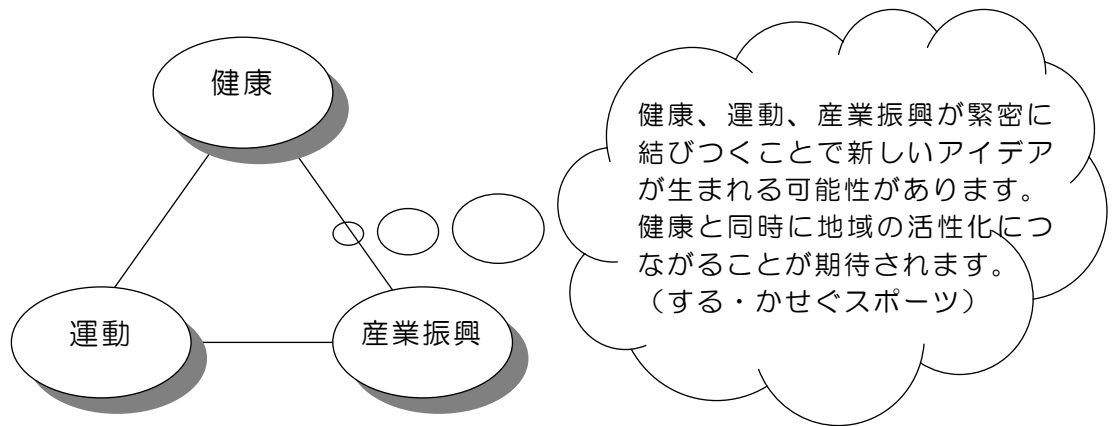 健康
運動
産業振興
健康、運動、産業振興が緊密に
結びつくことで新しいアイデア
が生まれる可能性があります。
健康と同時に地域の活性化につ
ながることが期待されます。
（する・かせぐスポーツ）